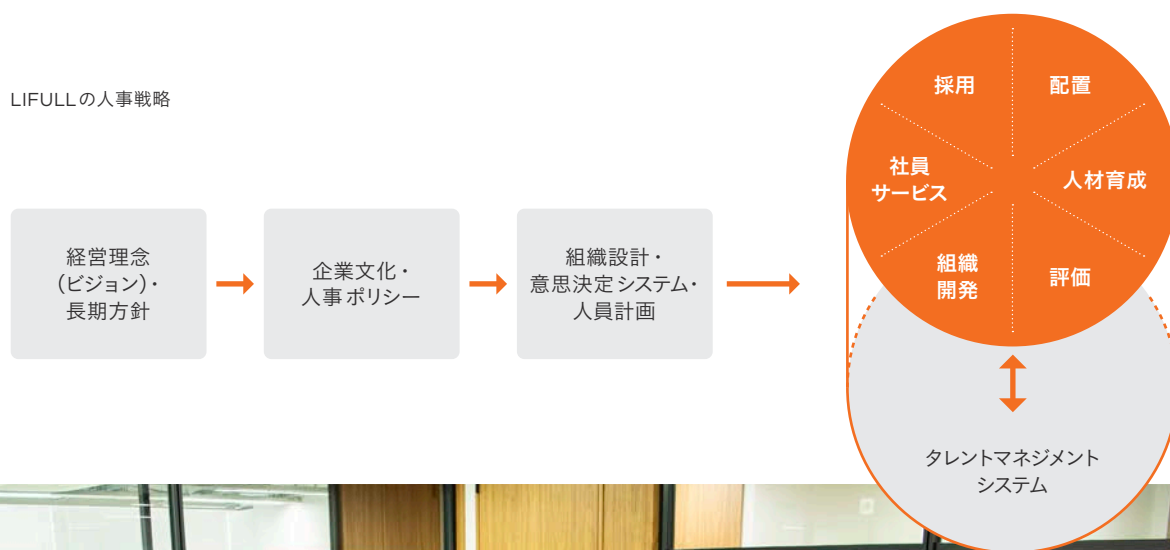 LIFULLの人事戦略
経営理念
(ビジョン)・
長期方針
企業文化・
人事ポリシー
組織設計・
意思決定システム・
人員計画
採用
配置
社員
サービス
人材育成
組織
開発
評価
タレントマネジメント
システム